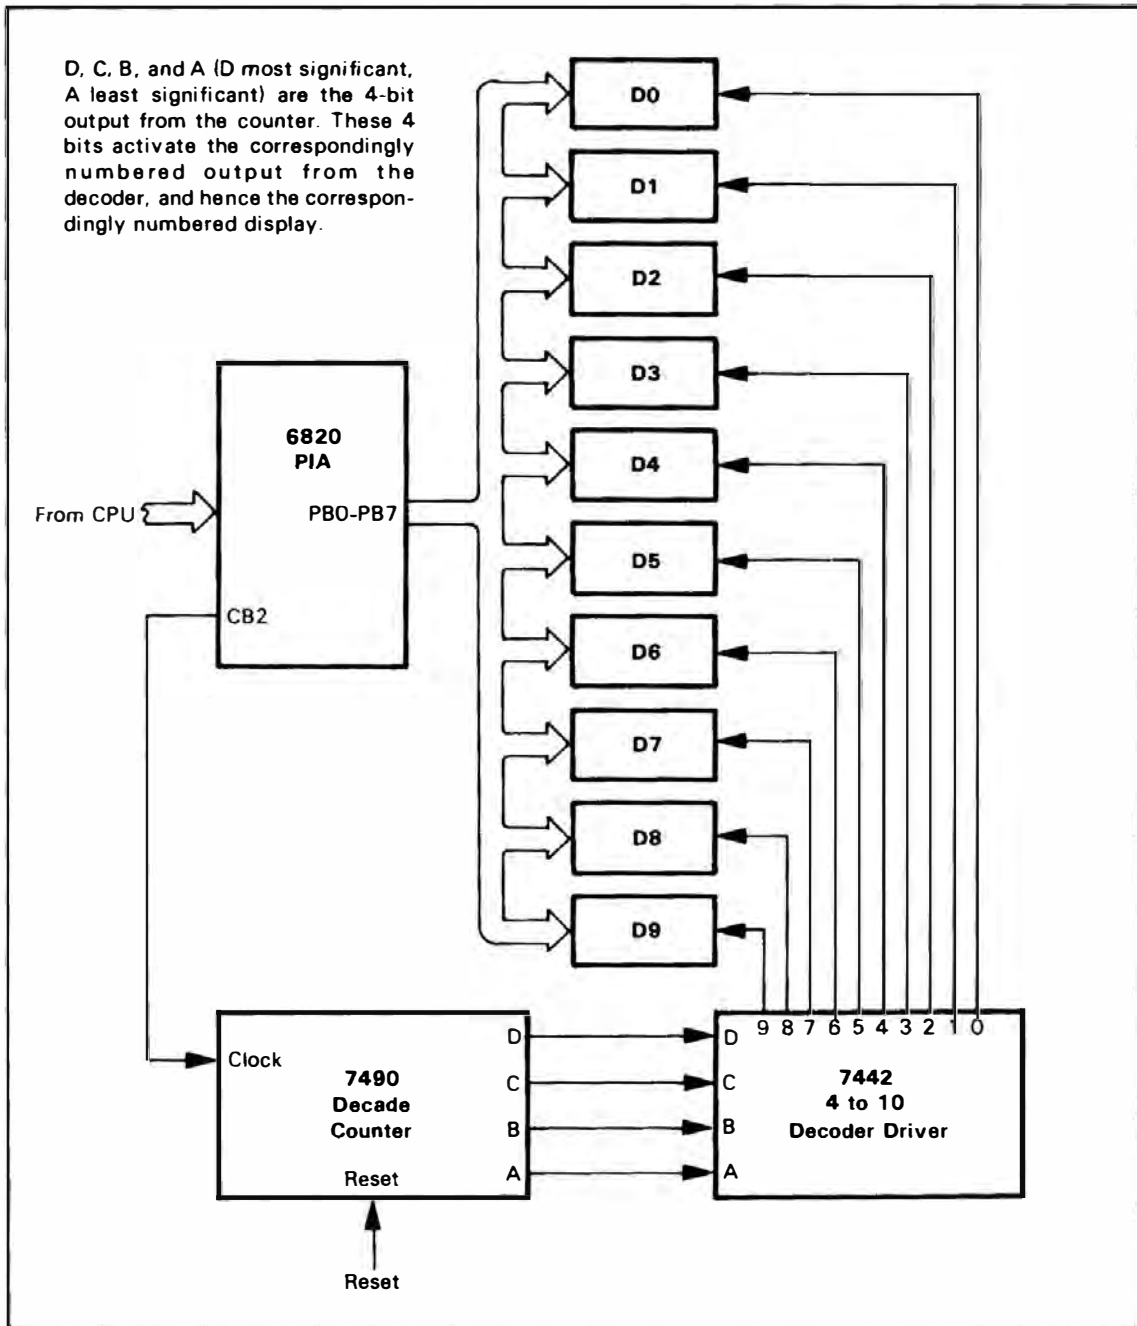 D, C, B, and A (D most significant,
A least significant) are the 4-bit
output from the counter. These 4
bits activate the correspondingly
numbered output from the
decoder, and hence the correspon-
dingly numbered display.
D0
D1
D2
D3
D4
D5
D6
D7
D8
D9
6820
PIA
From CPU
PB0-PB7
CB2
9 8 7 6 5 4 3 2 1 0
Clock
7490
Decade
Counter
Reset
D
C
B
A
D
C
B
A
7442
4 to 10
Decoder Driver
Reset